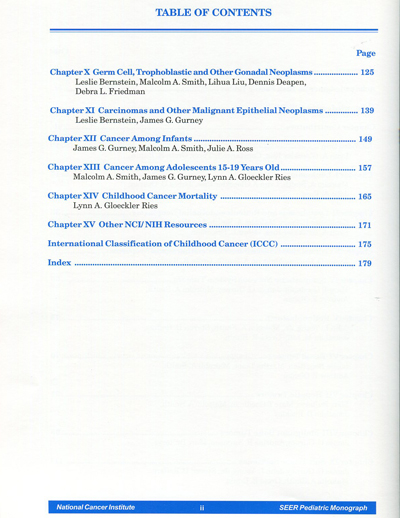 TABLE OF CONTENTS
Page
Chapter X Germ Cell, Trophoblastic and Other Gonadal Neoplasms .................... 125
Leslie Bernstein, Malcolm A. Smith, Lihua Liu, Dennis Deapen,
Debra L. Friedman
Chapter XI Carcinomas and Other Malignant Epithelial Neoplasms ............... 139
Leslie Bernstein, James G. Gurney
Chapter XII Cancer Among Infants ........................................................................... 149
James G. Gurney, Malcolm A. Smith, Julie A. Ross
Chapter XIII Cancer Among Adolescents 15-19 Years Old.................................. 157
Malcolm A. Smith, James G. Gurney, Lynn A. Gloeckler Ries
Chapter XIV Childhood Cancer Mortality ............................................................... 165
Lynn A. Gloeckler Ries
Chapter XV Other NCI/NIH Resources .................................................................... 171
International Classification of Childhood Cancer (ICCC) .................................. 175
Index ................................................................................................................................. 179
National Cancer Institute ii SEER Pediatric Monograph